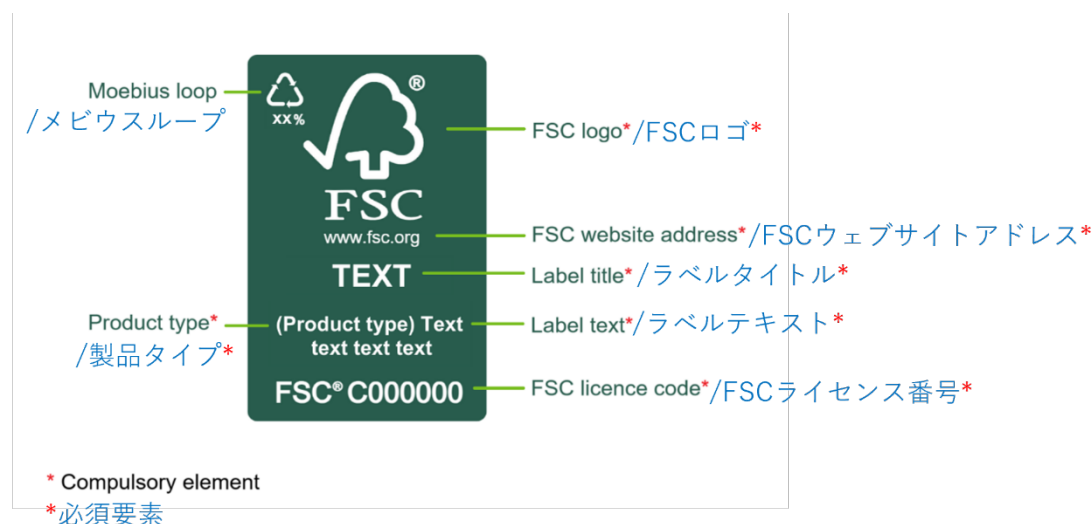 Moebius loop
/メビウスループ
®
XX%
FSC
www.fsc.org
TEXT
(Product type) Text
text text text
FSC® C000000
FSC logo*/FSCロゴ*
FSC website address*/FSCウェブサイトアドレス*
Label title*/ラベルタイトル*
Product type*
/製品タイプ*
Label text*/ラベルテキスト*
FSC licence code*/FSCライセンス番号*
* Compulsory element
*必須要素